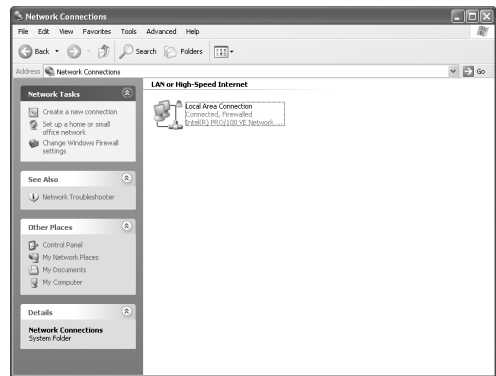 Network Connections
File Edit View Favorites Tools Advanced Help
Back Search Folders
Address Network Connections Go
Network Tasks
Create a new connection
Set up a home or small
office network
Change Windows Firewall
settings
See Also
Network Troubleshooter
Other Places
Control Panel
My Network Places
My Documents
My Computer
Details
Network Connections
System Folder
LAN or High-Speed Internet
Local Area Connection
Connected, Firewalled
Intel(R) PRO/100 VE Network ...